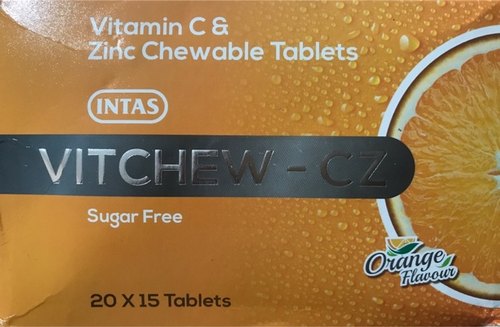 Vitamin C &
Zinc Chewable Tablets
INTAS
VITCHEW - CZ
Sugar Free
Orange
Flavour
20 X 15 Tablets